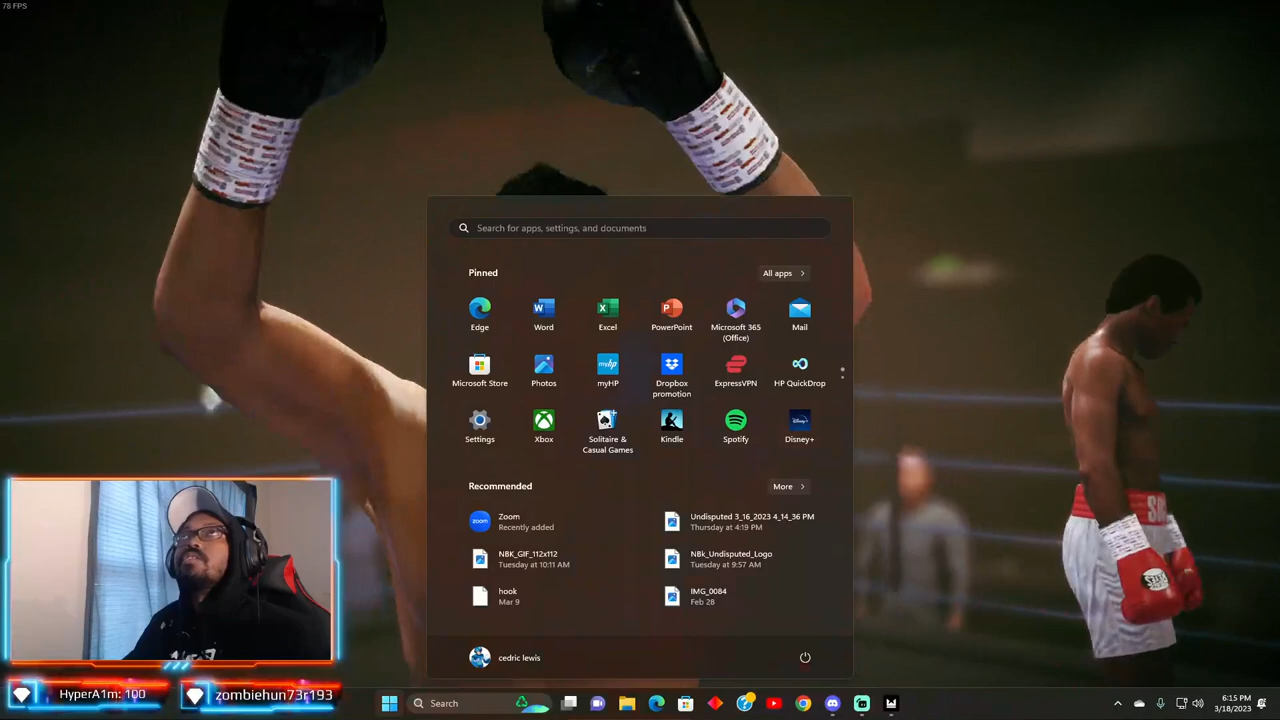 78 FPS
Search for apps, settings, and documents
Pinned
All apps
Edge
Word
Excel
PowerPoint
Microsoft 365
(Office)
Mail
Microsoft Store
Photos
myHP
Dropbox
promotion
ExpressVPN
HP QuickDrop
Settings
Xbox
Solitaire &
Casual Games
Kindle
Spotify
Disney+
Recommended
More
Zoom
Recently added
Undisputed 3_16_2023 4_14_36 PM
Thursday at 4:19 PM
NBK_GIF_112x112
Tuesday at 10:11 AM
NBk_Undisputed_Logo
Tuesday at 9:57 AM
hook
Mar 9
IMG_0084
Feb 28
cedric lewis
HyperA1m: 100
zombiehun73r193
Search
6:15 PM
3/18/2023